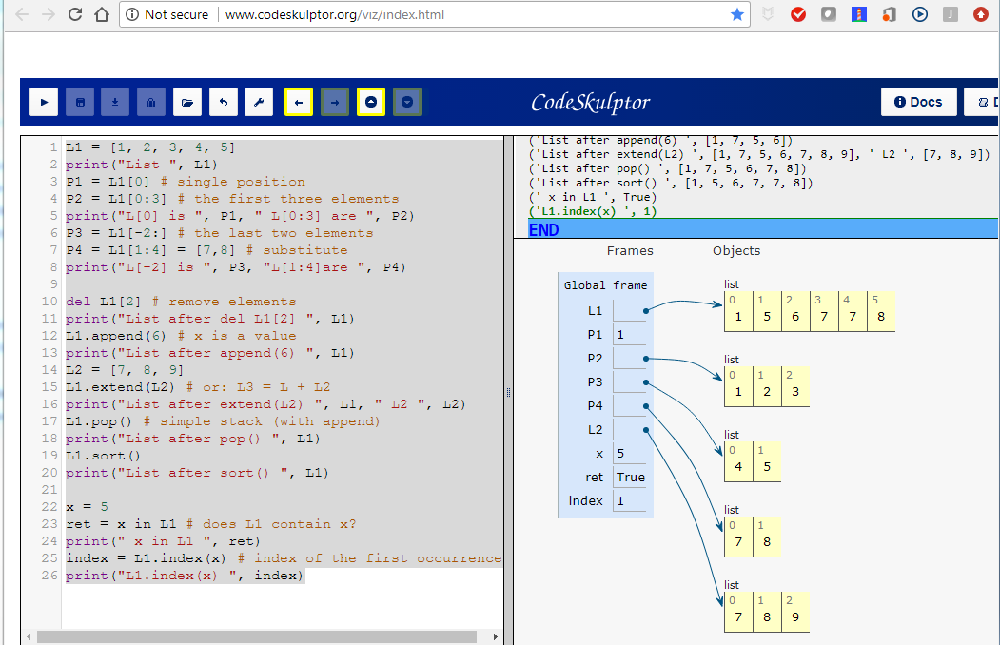 Not secure www.codeskulptor.org/viz/index.html
CodeSkulptor
Docs
1 L1 = [1, 2, 3, 4, 5]
2 print("List ", L1)
3 P1 = L1[0] # single position
4 P2 = L1[0:3] # the first three elements
5 print("L[0] is ", P1, " L[0:3] are ", P2)
6 P3 = L1[-2:] # the last two elements
7 P4 = L1[1:4] = [7,8] # substitute
8 print("L[-2] is ", P3, "L[1:4]are ", P4)
9
10 del L1[2] # remove elements
11 print("List after del L1[2] ", L1)
12 L1.append(6) # x is a value
13 print("List after append(6) ", L1)
14 L2 = [7, 8, 9]
15 L1.extend(L2) # or: L3 = L + L2
16 print("List after extend(L2) ", L1, " L2 ", L2)
17 L1.pop() # simple stack (with append)
18 print("List after pop() ", L1)
19 L1.sort()
20 print("List after sort() ", L1)
21
22 x = 5
23 ret = x in L1 # does L1 contain x?
24 print(" x in L1 ", ret)
25 index = L1.index(x) # index of the first occurrence
26 print("L1.index(x) ", index)
('List after append(6) ', [1, 7, 5, 6])
('List after extend(L2) ', [1, 7, 5, 6, 7, 8, 9], ' L2 ', [7, 8, 9])
('List after pop() ', [1, 7, 5, 6, 7, 8])
('List after sort() ', [1, 5, 6, 7, 7, 8])
(' x in L1 ', True)
('L1.index(x) ', 1)
END
Frames Objects
Global frame
L1
P1 1
P2
P3
P4
L2
x 5
ret True
index 1
list
0 1 2 3 4 5
1 5 6 7 7 8
list
0 1 2
1 2 3
list
0 1
4 5
list
0 1
7 8
list
0 1 2
7 8 9